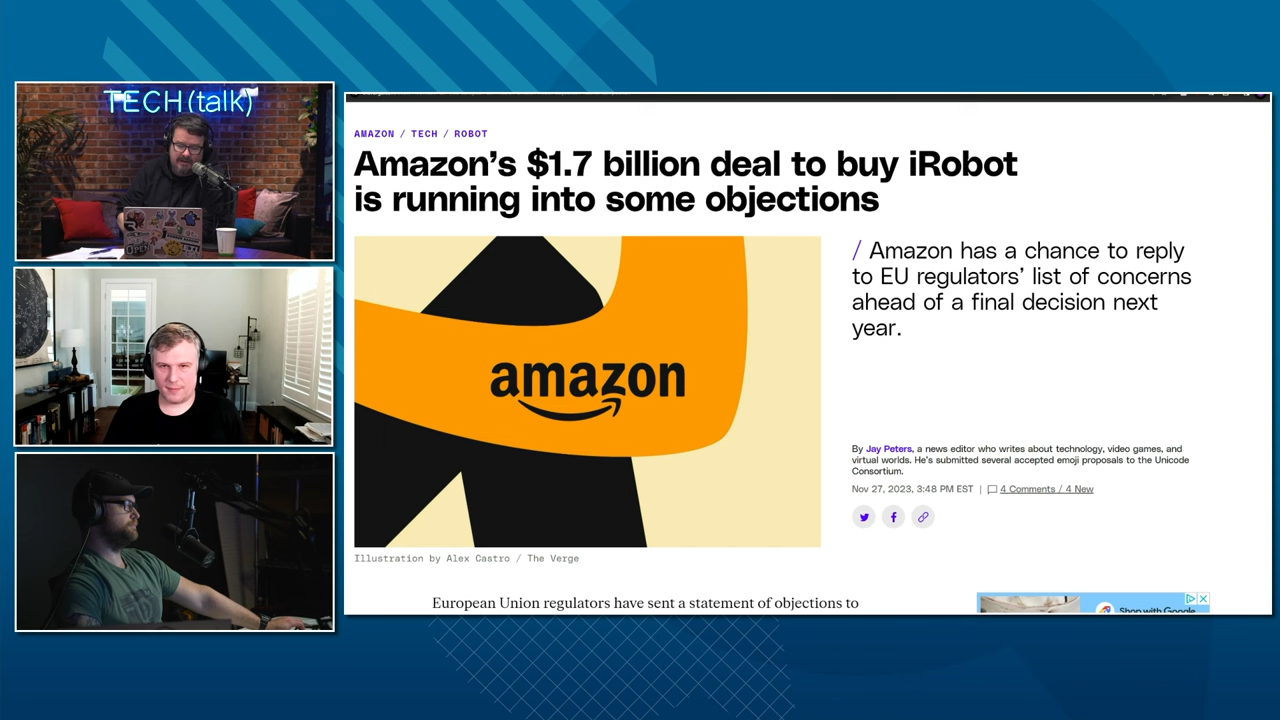 TECH(talk)
OPEN
AMAZON / TECH / ROBOT
Amazon’s $1.7 billion deal to buy iRobot
is running into some objections
/ Amazon has a chance to reply
to EU regulators’ list of concerns
ahead of a final decision next
year.
amazon
By Jay Peters, a news editor who writes about technology, video games, and
virtual worlds. He’s submitted several accepted emoji proposals to the Unicode
Consortium.
Nov 27, 2023, 3:48 PM EST | 4 Comments / 4 New
Illustration by Alex Castro / The Verge
European Union regulators have sent a statement of objections to
Shop with Google